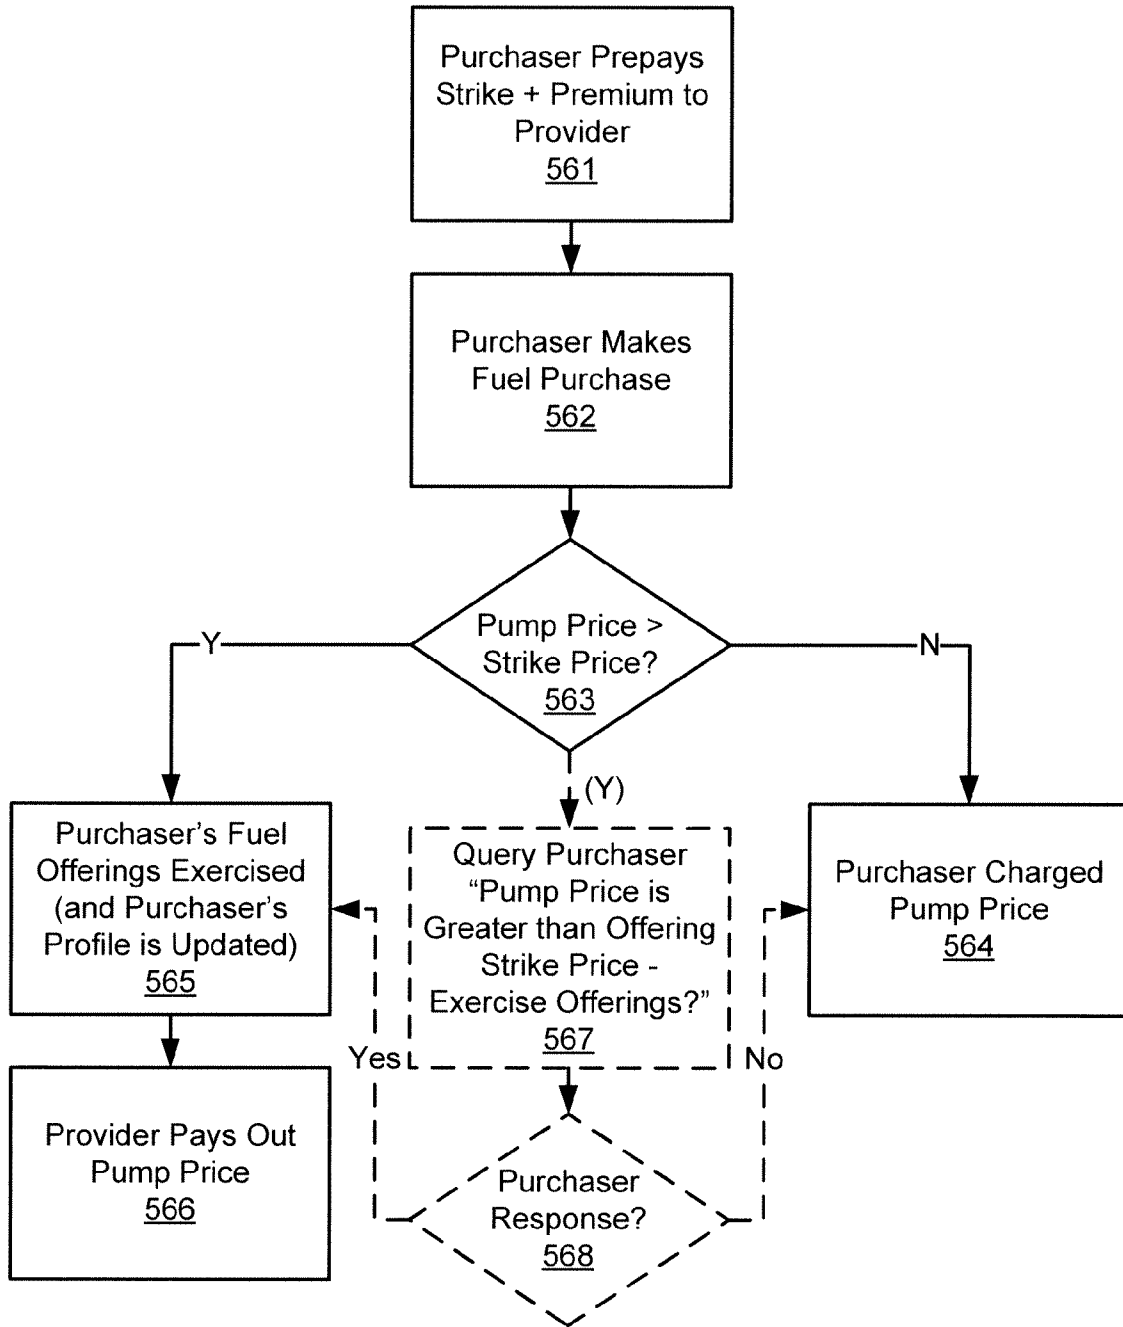 Purchaser Prepays
Strike + Premium to
Provider
561
Purchaser Makes
Fuel Purchase
562
Pump Price >
Strike Price?
563
Y
N
(Y)
Purchaser's Fuel
Offerings Exercised
(and Purchaser's
Profile is Updated)
565
Query Purchaser
“Pump Price is
Greater than Offering
Strike Price -
Exercise Offerings?”
567
Purchaser Charged
Pump Price
564
Yes
No
Provider Pays Out
Pump Price
566
Purchaser
Response?
568